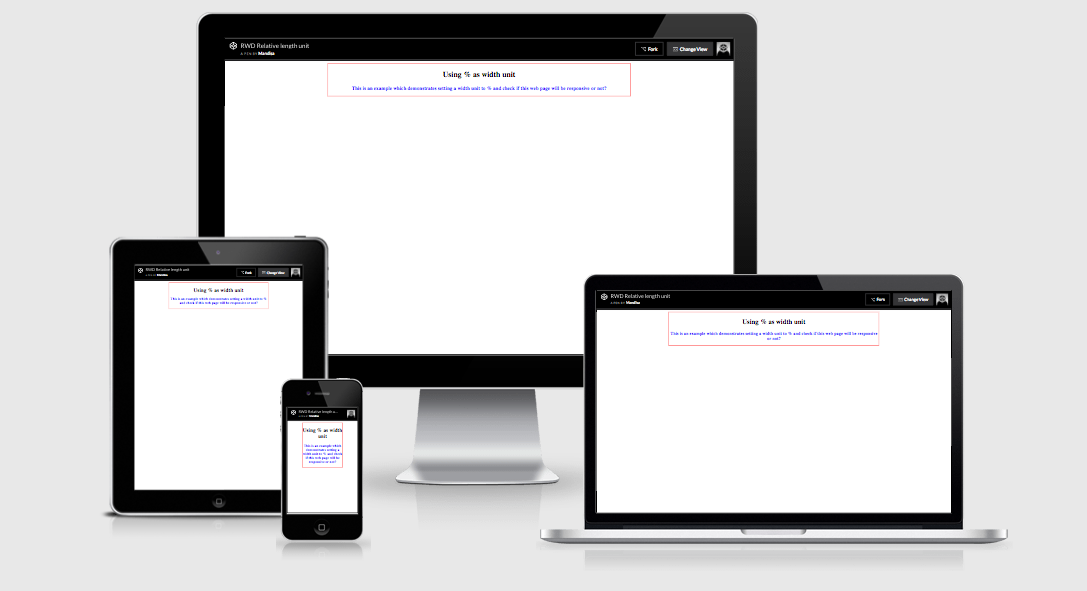 RWD Relative length unit
A PEN BY Mandisa
Fork
Change View
Using % as width unit
This is an example which demonstrates setting a width unit to % and check if this web page will be responsive or not?
RWD Relative length unit
A PEN BY Mandisa
Fork
Change View
Using % as width unit
This is an example which demonstrates setting a width unit to %
and check if this web page will be responsive or not?
RWD Relative length unit
A PEN BY Mandisa
Fork
Change View
Using % as width unit
This is an example which demonstrates setting a width unit to % and check if this web page will be responsive
or not?
RWD Relative length u...
A PEN BY Mandisa
Using % as width
unit
This is an example which
demonstrates setting a
width unit to % and check
if this web page will be
responsive or not?